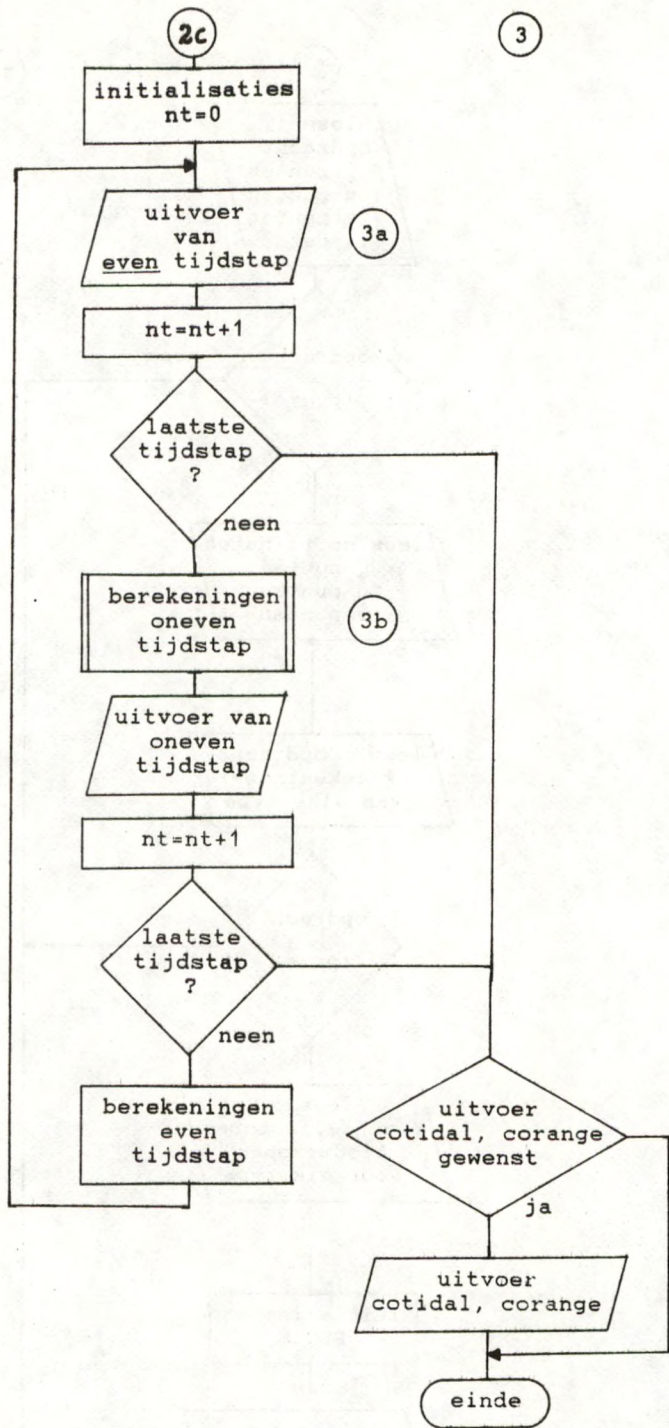 2c
3
initialisaties
nt=0
uitvoer
van
even tijdstap
3a
nt=nt+1
laatste
tijdstap
?
neen
berekeningen
oneven
tijdstap
3b
uitvoer van
oneven
tijdstap
nt=nt+1
laatste
tijdstap
?
neen
berekeningen
even
tijdstap
uitvoer
cotidal, corange
gewenst
ja
uitvoer
cotidal, corange
einde